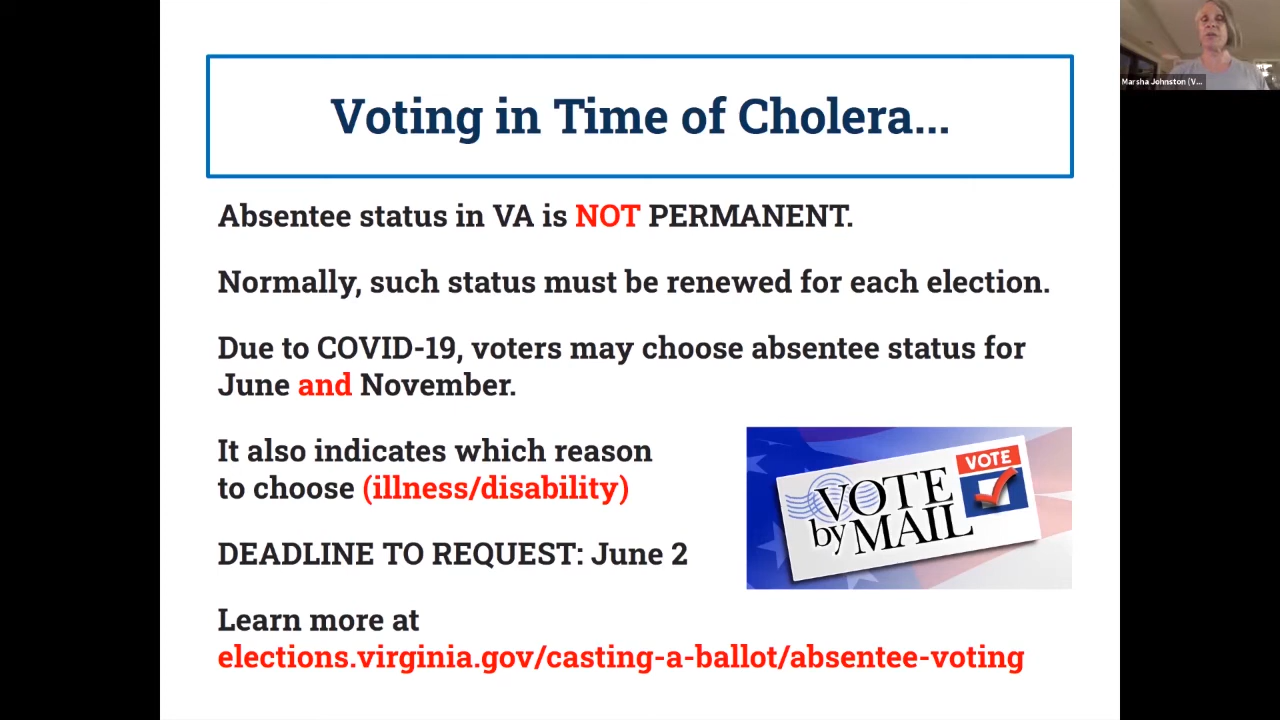 Voting in Time of Cholera...
Marsha Johnston (V...
Absentee status in VA is NOT PERMANENT.
Normally, such status must be renewed for each election.
Due to COVID-19, voters may choose absentee status for
June and November.
It also indicates which reason
to choose (illness/disability)
VOTE
VOTE
by MAIL
DEADLINE TO REQUEST: June 2
Learn more at
elections.virginia.gov/casting-a-ballot/absentee-voting